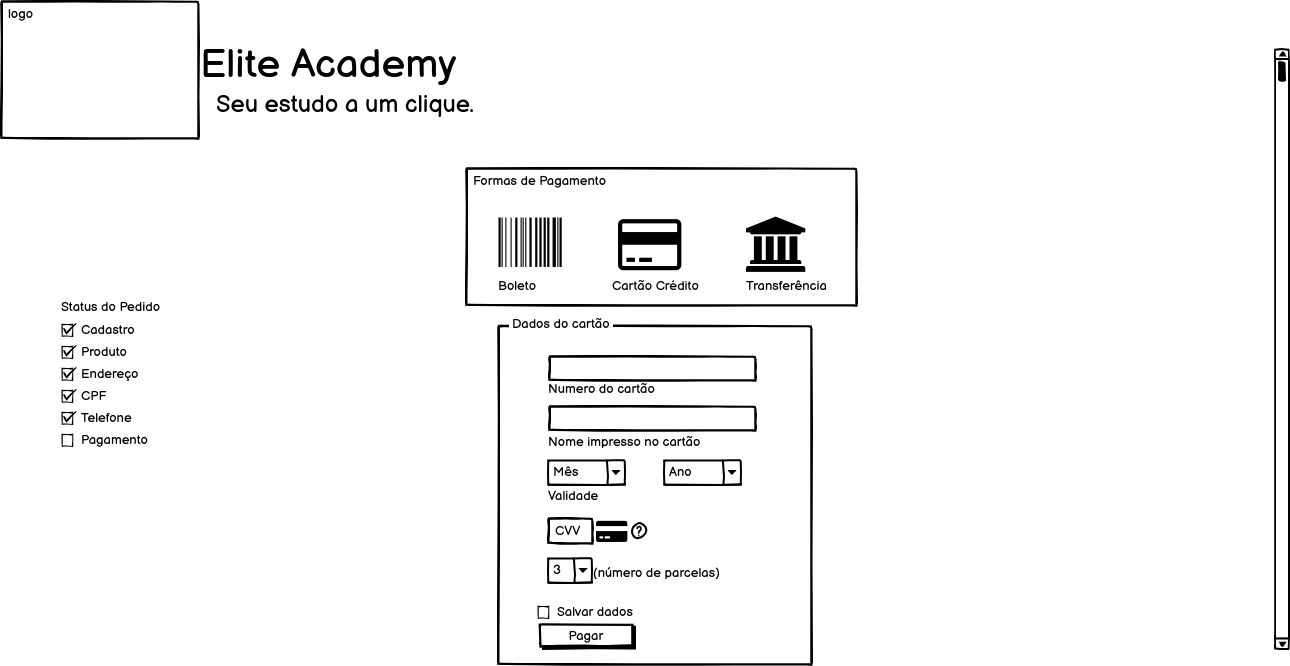 logo
Elite Academy
Seu estudo a um clique.
Formas de Pagamento
Boleto
Cartão Crédito
Transferência
Status do Pedido
Cadastro
Produto
Endereço
CPF
Telefone
Pagamento
Dados do cartão
Numero do cartão
Nome impresso no cartão
Mês
Ano
Validade
CVV
?
3
(número de parcelas)
Salvar dados
Pagar